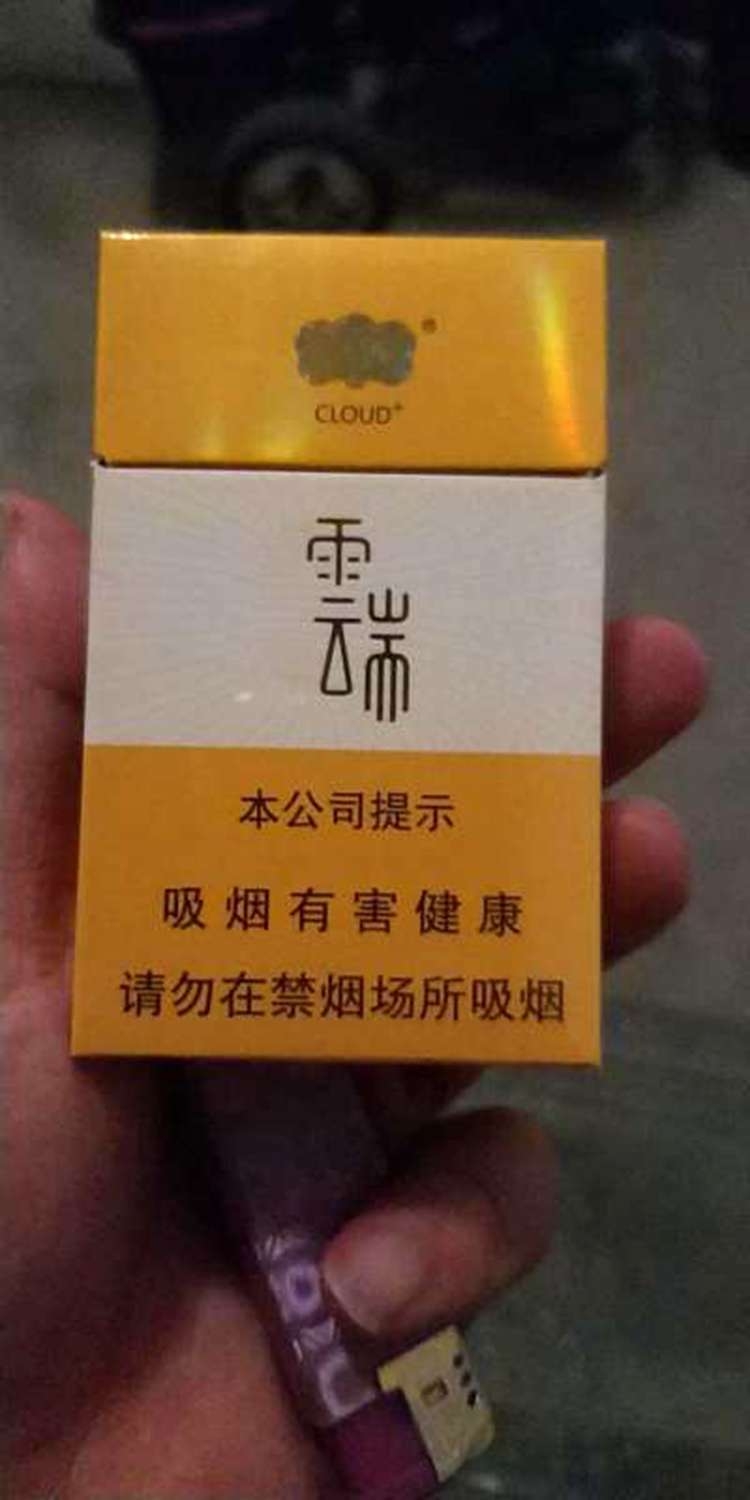 CLOUD+
雲端
本公司提示
吸烟有害健康
请勿在禁烟场所吸烟